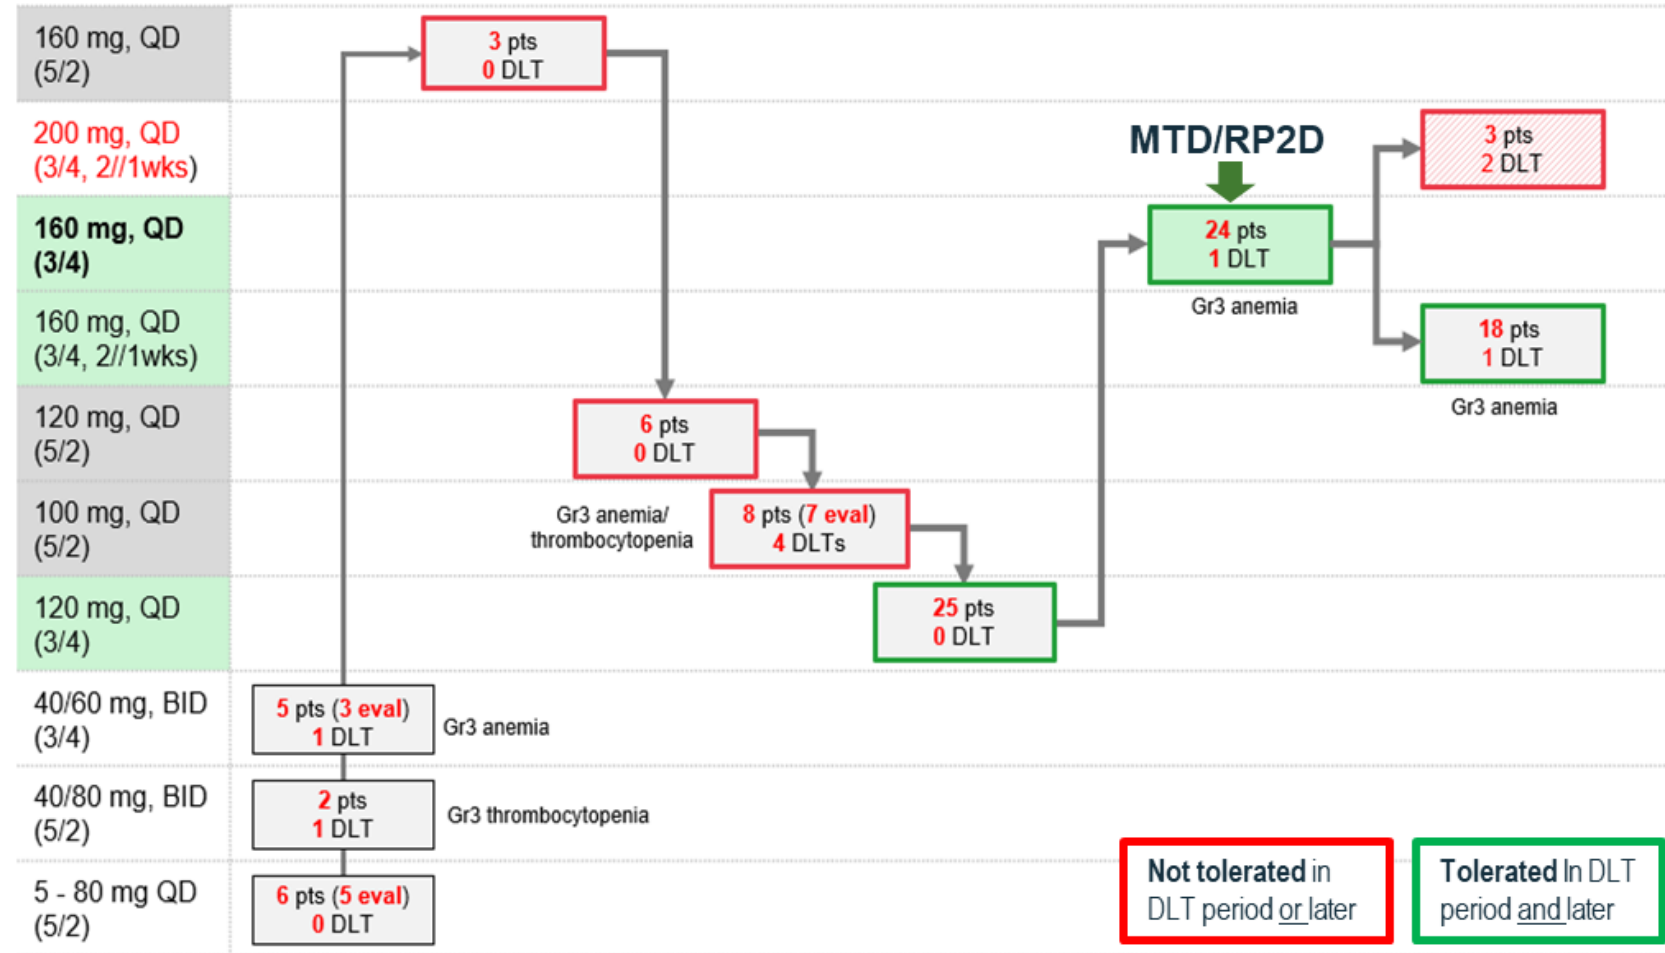 160 mg, QD
(5/2)
3 pts
0 DLT
200 mg, QD
(3/4, 2//1wks)
MTD/RP2D
3 pts
2 DLT
160 mg, QD
(3/4)
24 pts
1 DLT
Gr3 anemia
160 mg, QD
(3/4, 2//1wks)
18 pts
1 DLT
Gr3 anemia
120 mg, QD
(5/2)
6 pts
0 DLT
100 mg, QD
(5/2)
Gr3 anemia/
thrombocytopenia
8 pts (7 eval)
4 DLTs
120 mg, QD
(3/4)
25 pts
0 DLT
40/60 mg, BID
(3/4)
5 pts (3 eval)
1 DLT
Gr3 anemia
40/80 mg, BID
(5/2)
2 pts
1 DLT
Gr3 thrombocytopenia
5 - 80 mg QD
(5/2)
6 pts (5 eval)
0 DLT
Not tolerated in
DLT period or later
Tolerated In DLT
period and later